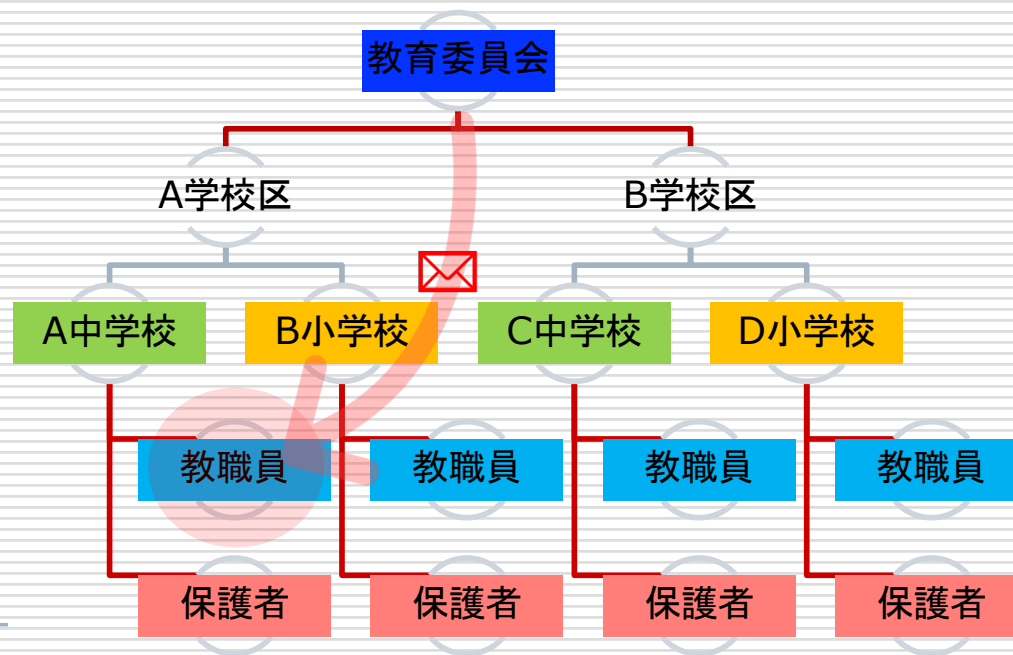 教育委員会
A学校区
B学校区
A中学校
B小学校
C中学校
D小学校
教職員
教職員
教職員
教職員
保護者
保護者
保護者
保護者